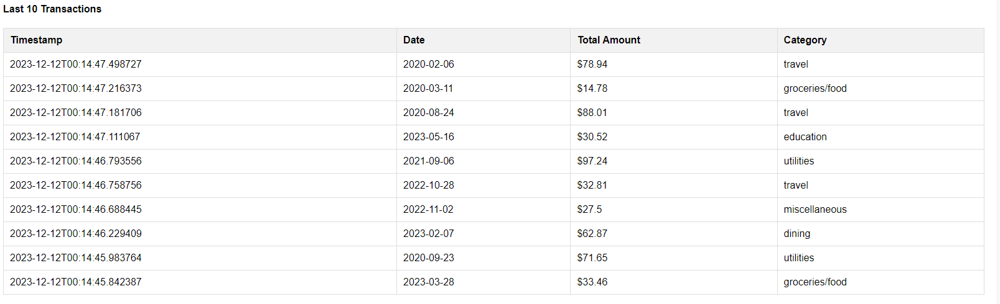 Last 10 Transactions
Timestamp Date Total Amount Category
2023-12-12T00:14:47.498727 2020-02-06 $78.94 travel
2023-12-12T00:14:47.216373 2020-03-11 $14.78 groceries/food
2023-12-12T00:14:47.181706 2020-08-24 $88.01 travel
2023-12-12T00:14:47.111067 2023-05-16 $30.52 education
2023-12-12T00:14:46.793556 2021-09-06 $97.24 utilities
2023-12-12T00:14:46.758756 2022-10-28 $32.81 travel
2023-12-12T00:14:46.688445 2022-11-02 $27.5 miscellaneous
2023-12-12T00:14:46.229409 2023-02-07 $62.87 dining
2023-12-12T00:14:45.983764 2020-09-23 $71.65 utilities
2023-12-12T00:14:45.842387 2023-03-28 $33.46 groceries/food